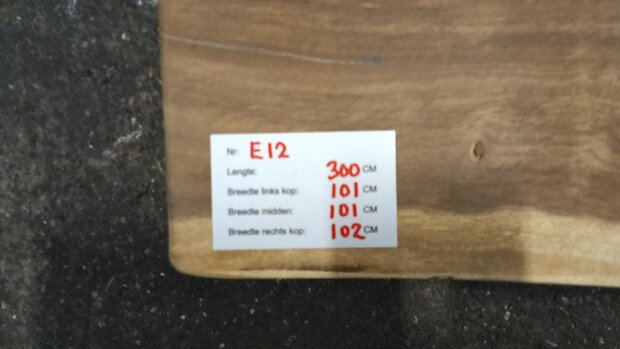 Nr: E12
Lengte: 300 CM
Breedte links kop: 101 CM
Breedte midden: 101 CM
Breedte rechts kop: 102 CM